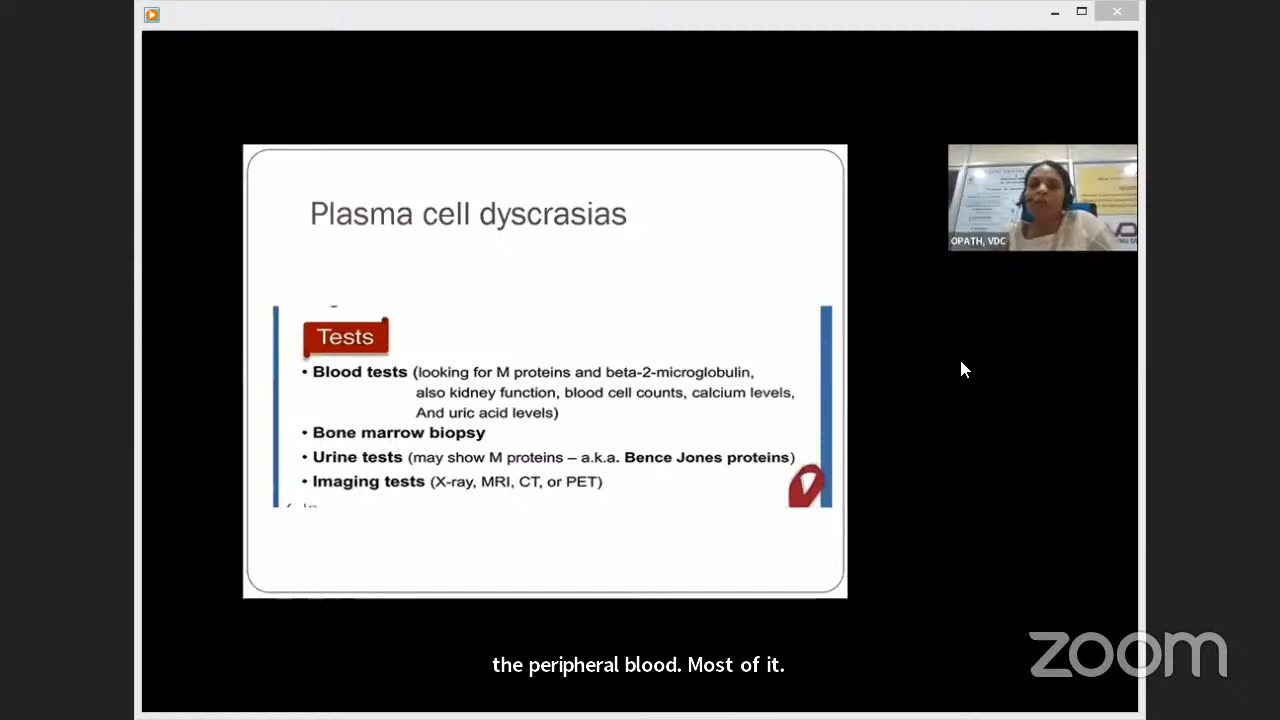 Plasma cell dyscrasias
Tests
• Blood tests (looking for M proteins and beta-2-microglobulin,
also kidney function, blood cell counts, calcium levels,
And uric acid levels)
• Bone marrow biopsy
• Urine tests (may show M proteins – a.k.a. Bence Jones proteins)
• Imaging tests (X-ray, MRI, CT, or PET)
OPATH, VDC
the peripheral blood. Most of it.
zoom